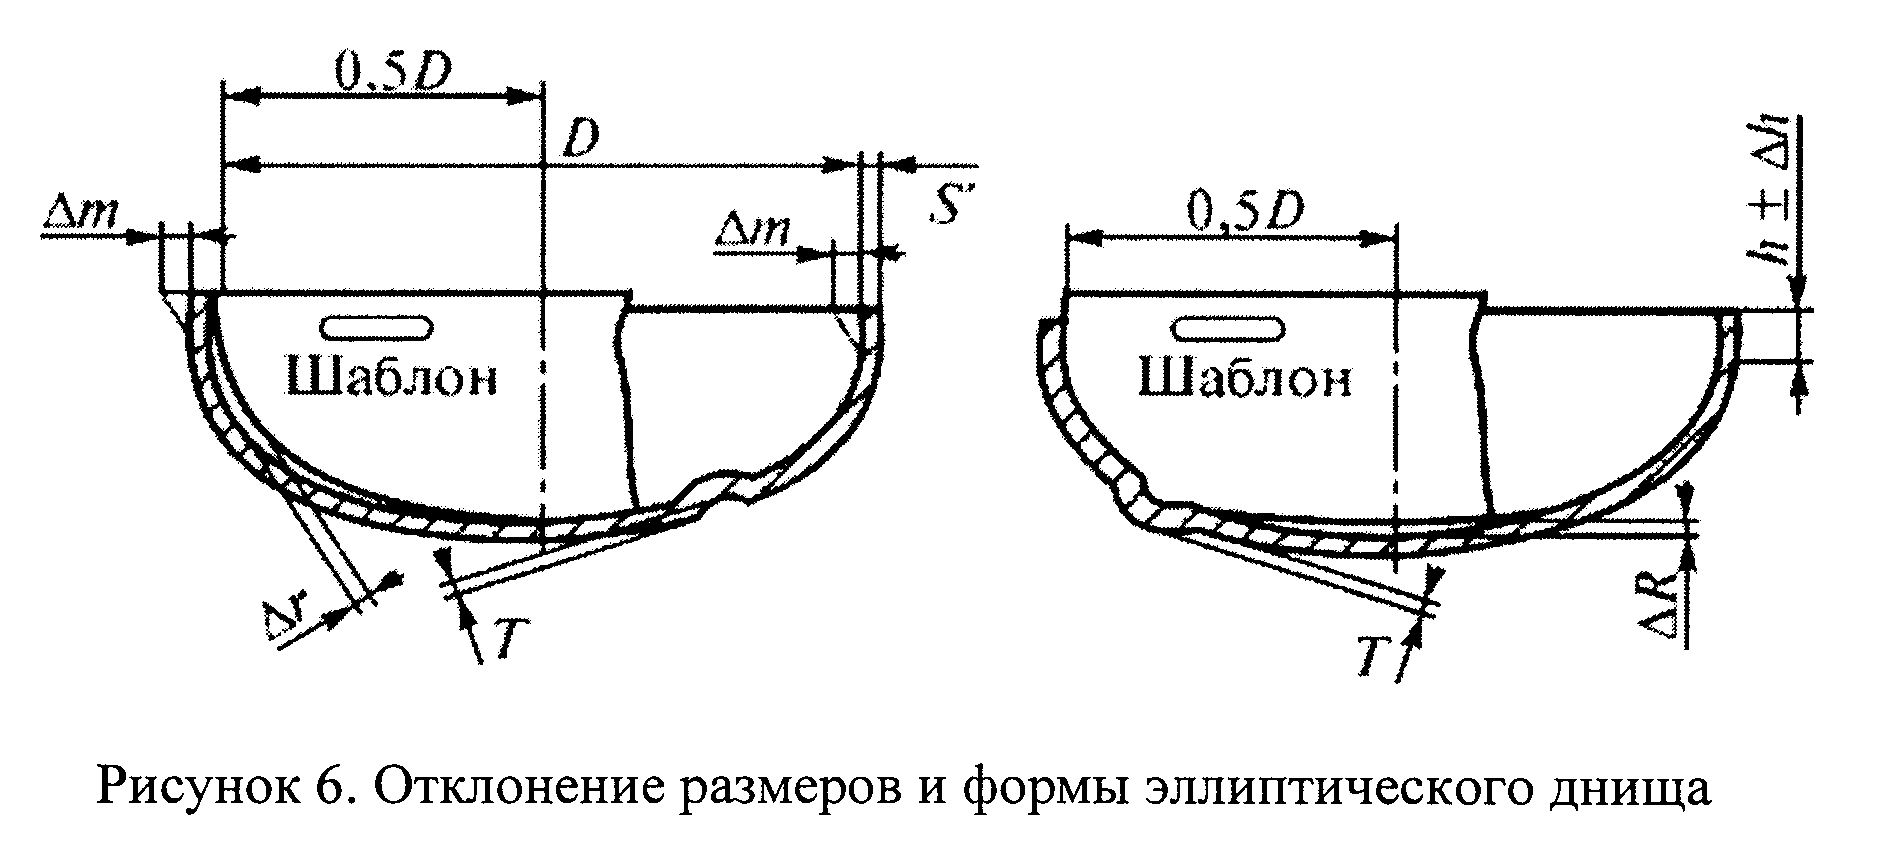 0,5D
D
S'
Δm
Δm
Шаблон
Δr
T
0,5D
h ± Δh
Шаблон
ΔR
T
Рисунок 6. Отклонение размеров и формы эллиптического днища